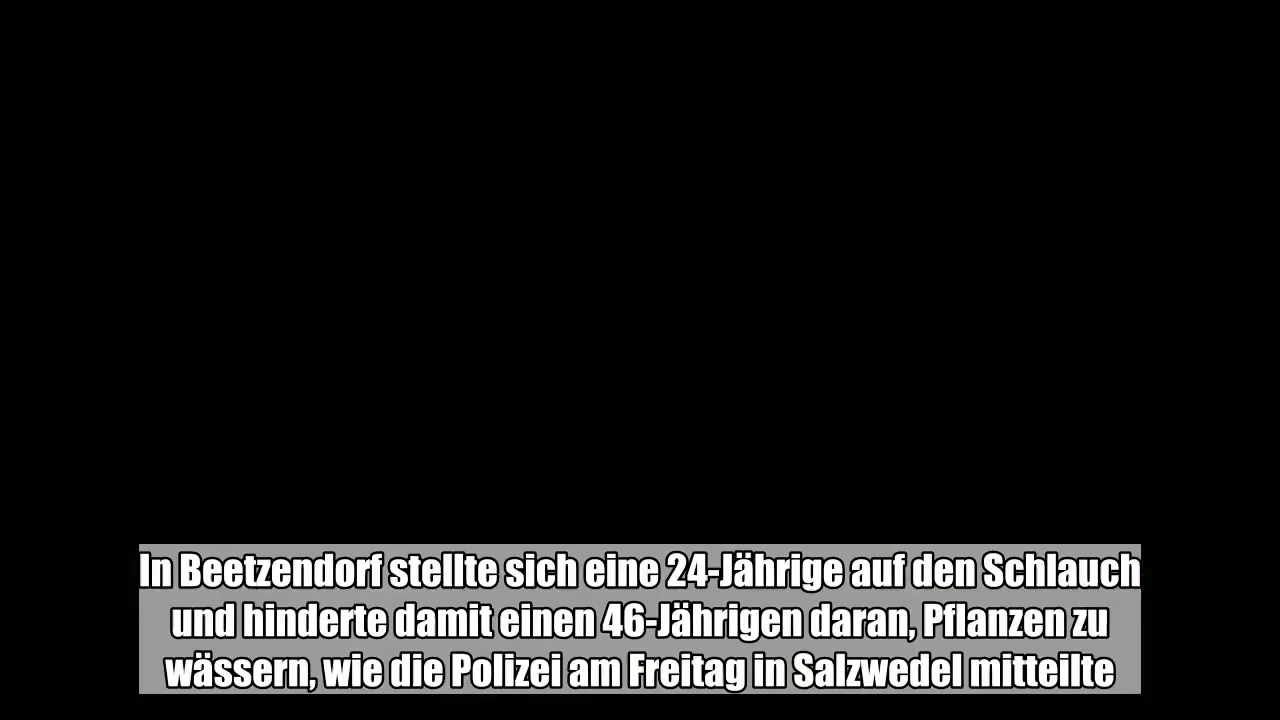 In Beetzendorf stellte sich eine 24-Jährige auf den Schlauch
und hinderte damit einen 46-Jährigen daran, Pflanzen zu
wässern, wie die Polizei am Freitag in Salzwedel mitteilte